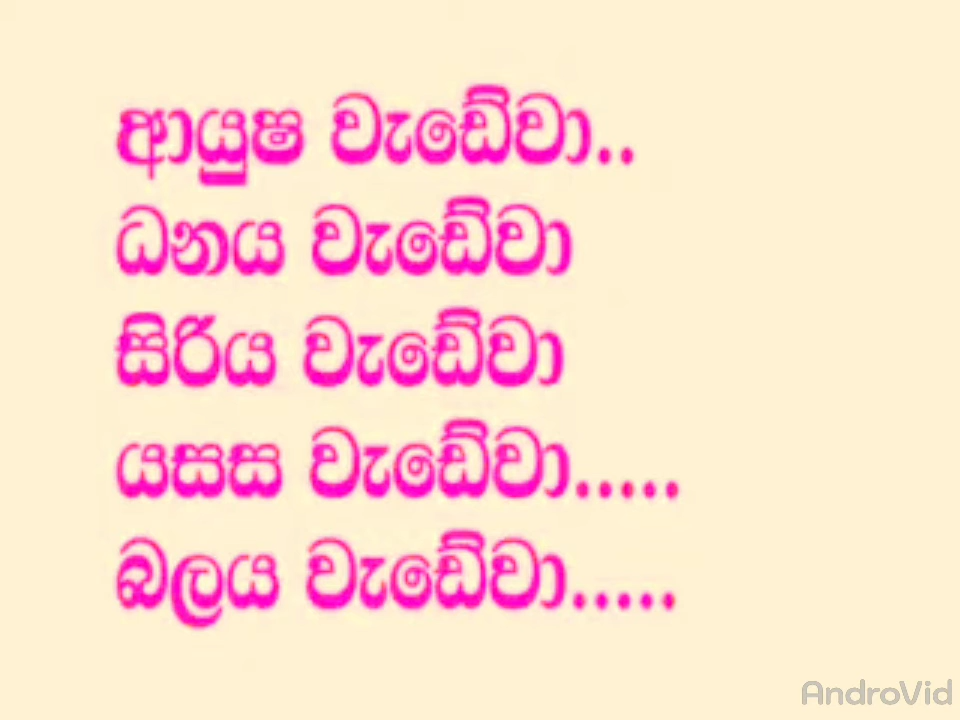 ආයුෂ වැඩේවා..
ධනය වැඩේවා
සිරිය වැඩේවා
යසස වැඩේවා.....
බලය වැඩේවා.....
AndroVid